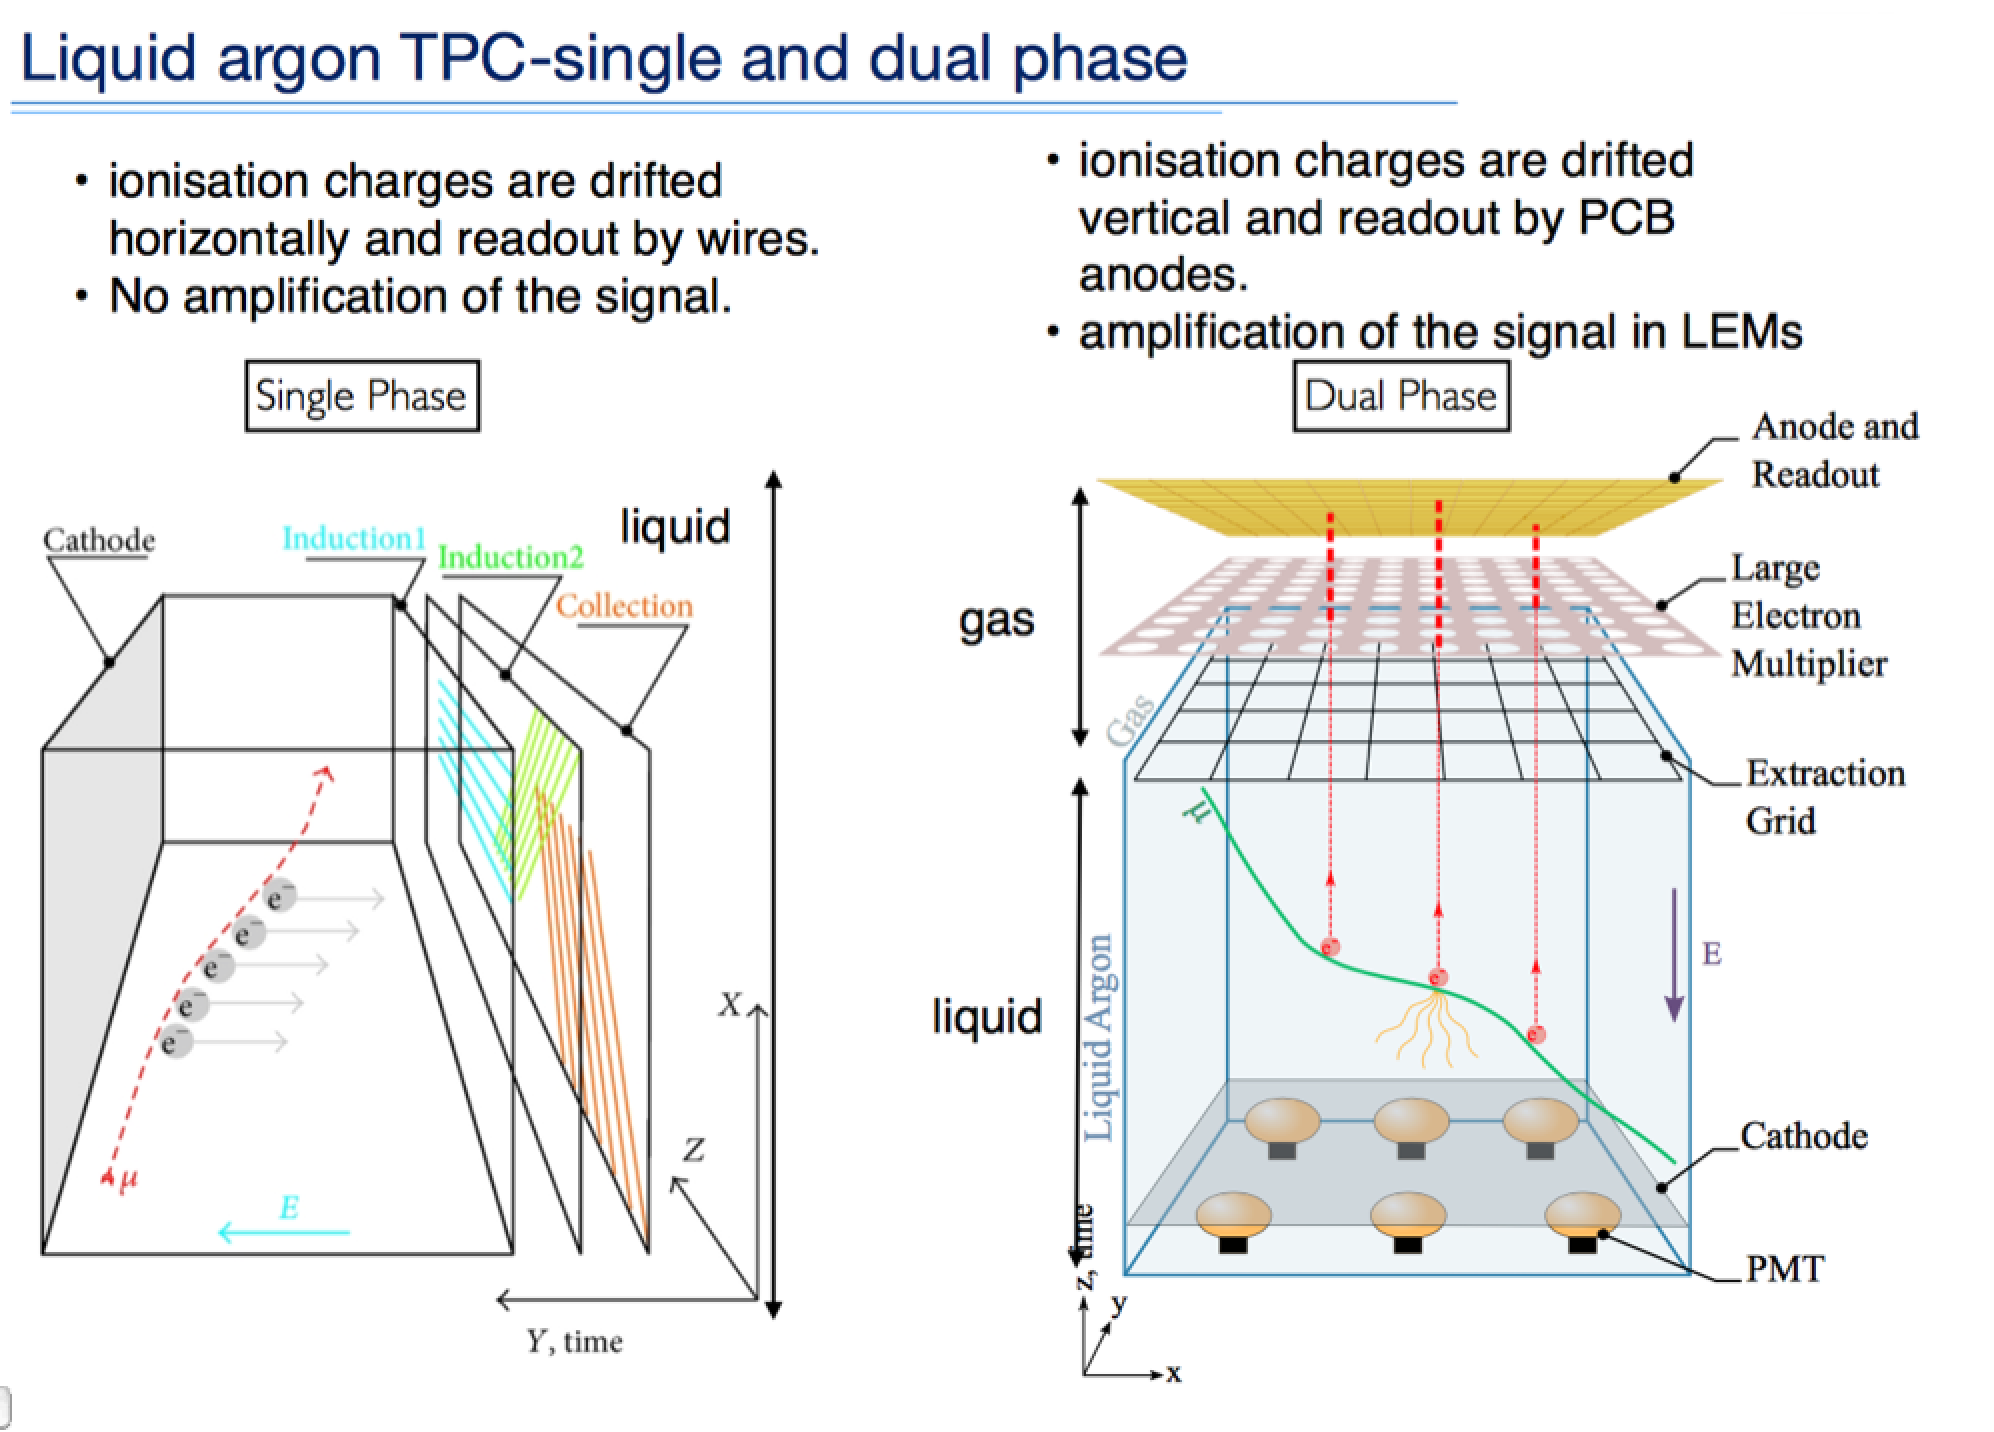 Liquid argon TPC-single and dual phase
• ionisation charges are drifted
horizontally and readout by wires.
• No amplification of the signal.
• ionisation charges are drifted
vertical and readout by PCB
anodes.
• amplification of the signal in LEMs
Single Phase
Cathode
Induction1
Induction2
Collection
liquid
e⁻
e⁻
e⁻
e⁻
e⁻
μ
E
X
Z
Y, time
Dual Phase
Anode and
Readout
Large
Electron
Multiplier
gas
Gas
Extraction
Grid
μ
e⁻
e⁻
e⁻
E
liquid
Liquid Argon
Cathode
PMT
z, time
y
x